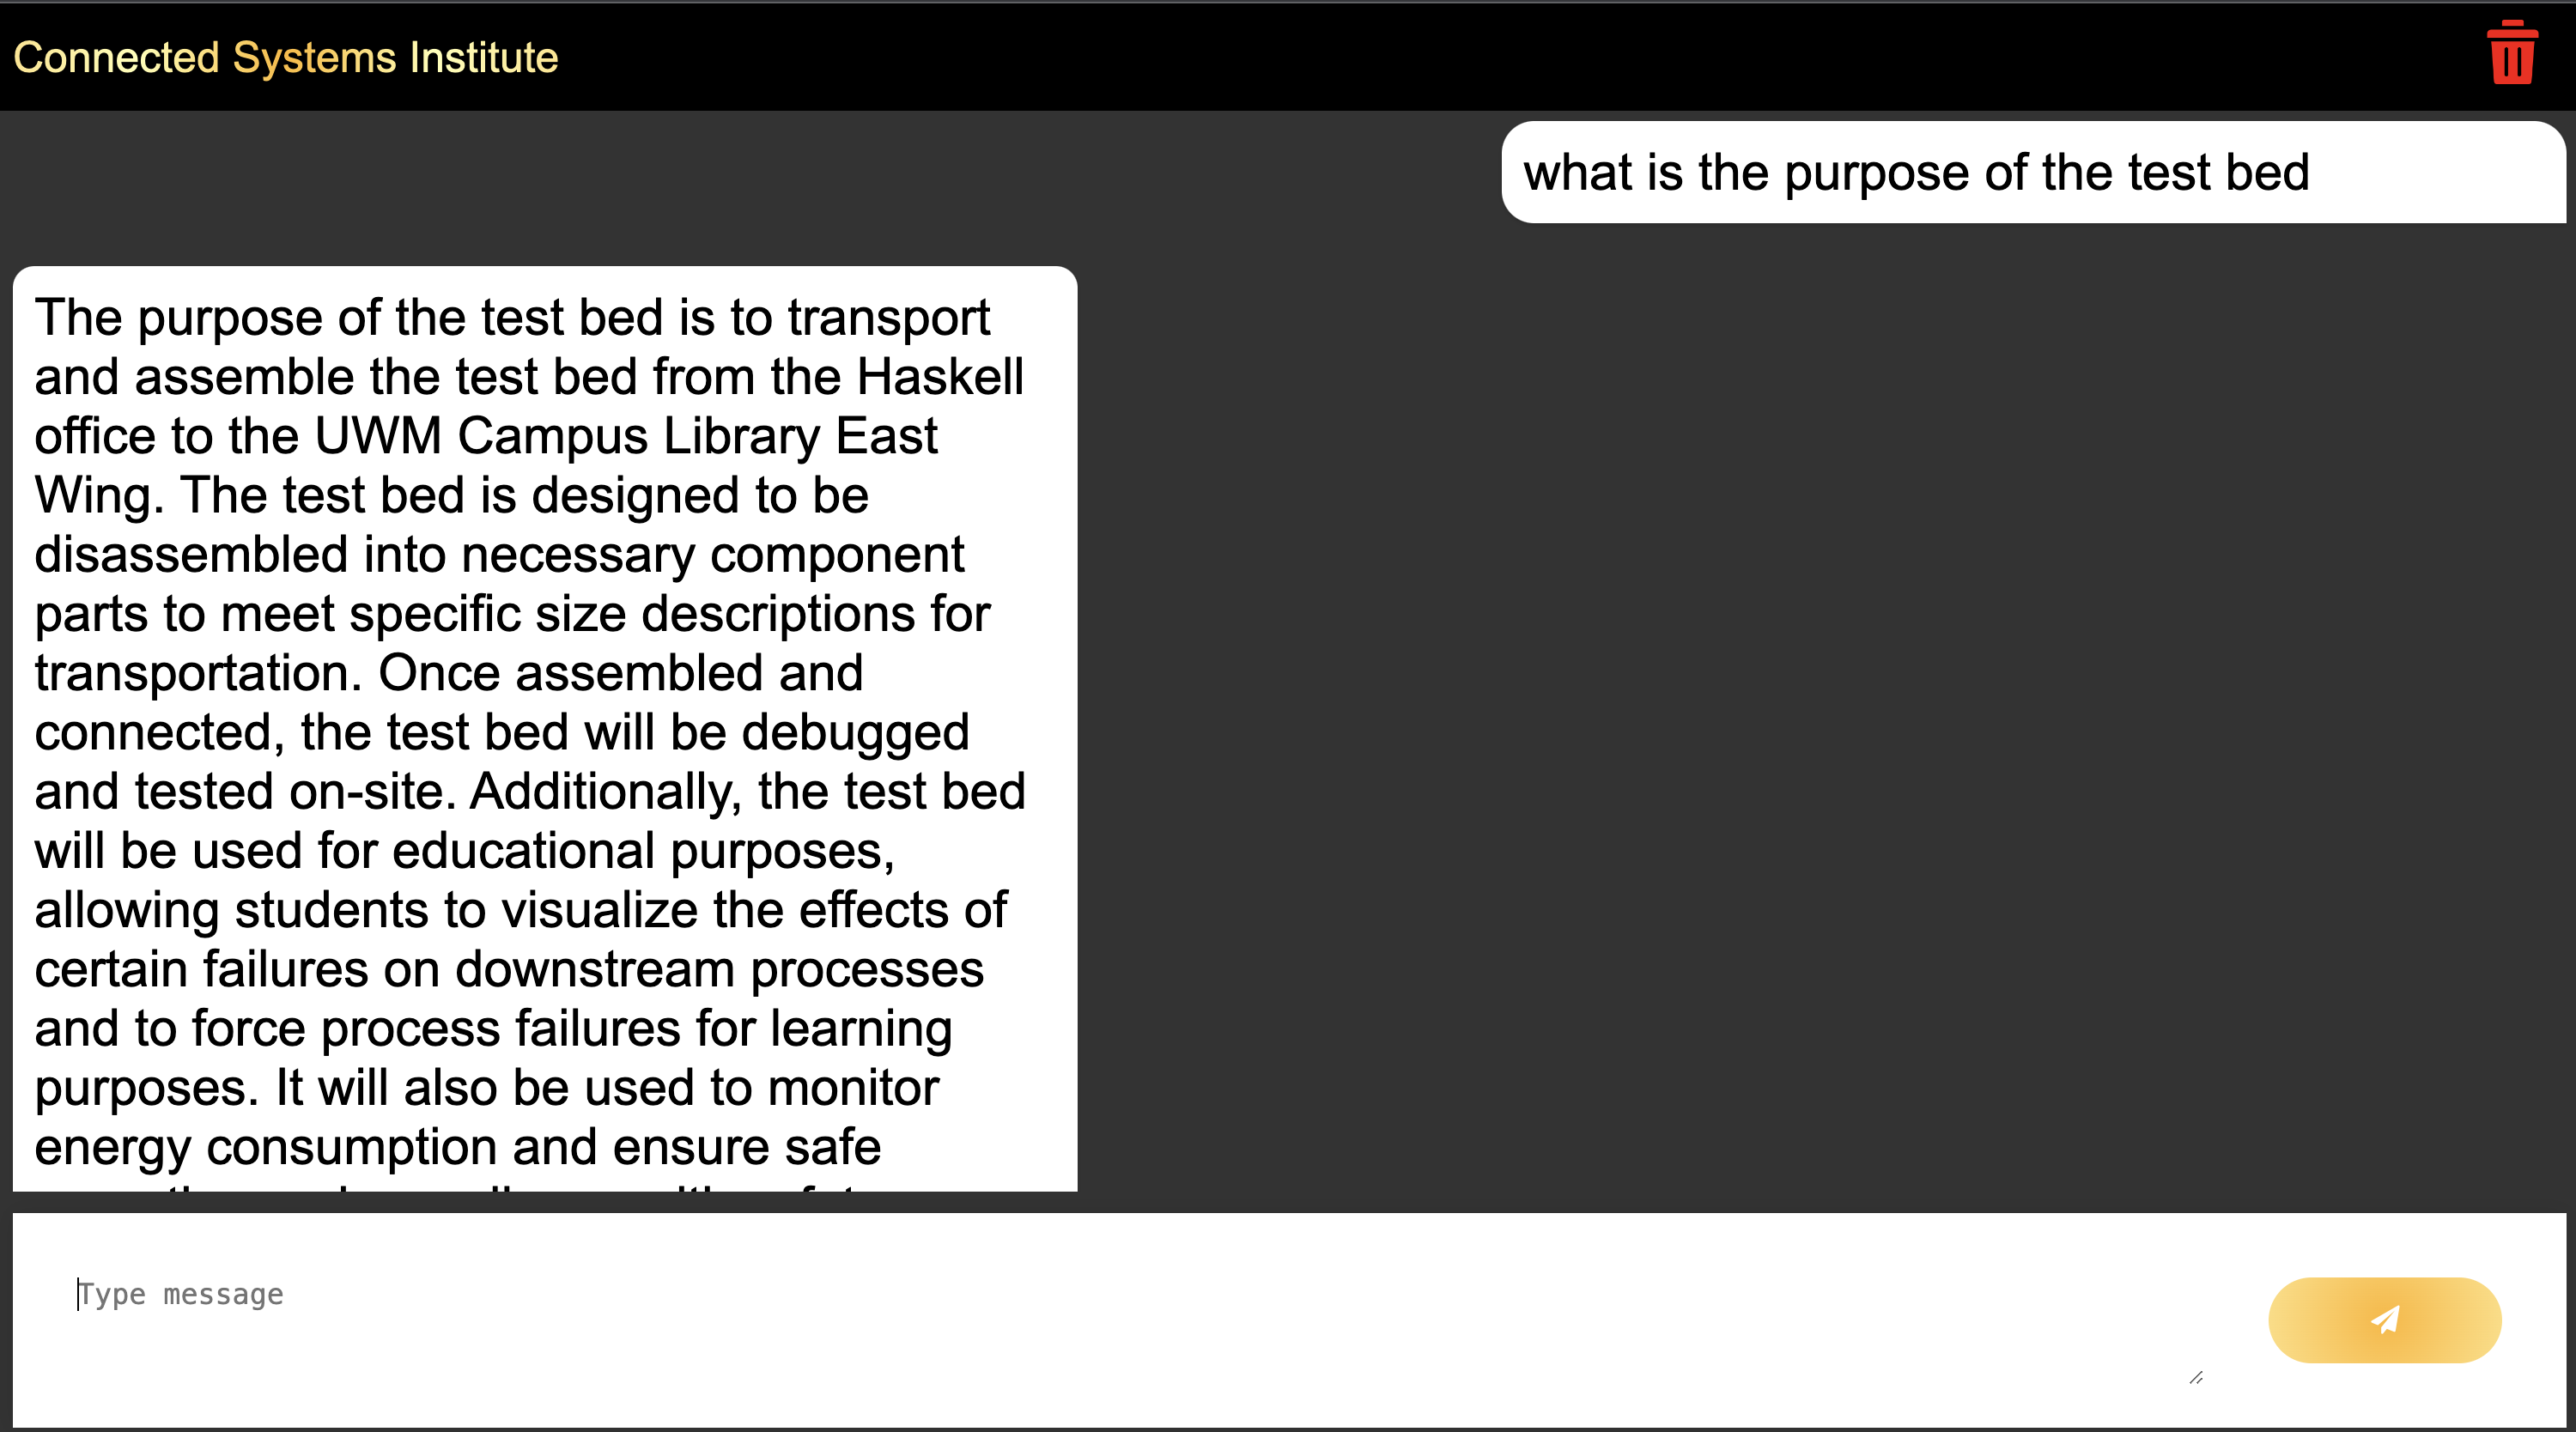 Connected Systems Institute
what is the purpose of the test bed
The purpose of the test bed is to transport
and assemble the test bed from the Haskell
office to the UWM Campus Library East
Wing. The test bed is designed to be
disassembled into necessary component
parts to meet specific size descriptions for
transportation. Once assembled and
connected, the test bed will be debugged
and tested on-site. Additionally, the test bed
will be used for educational purposes,
allowing students to visualize the effects of
certain failures on downstream processes
and to force process failures for learning
purposes. It will also be used to monitor
energy consumption and ensure safe
Type message